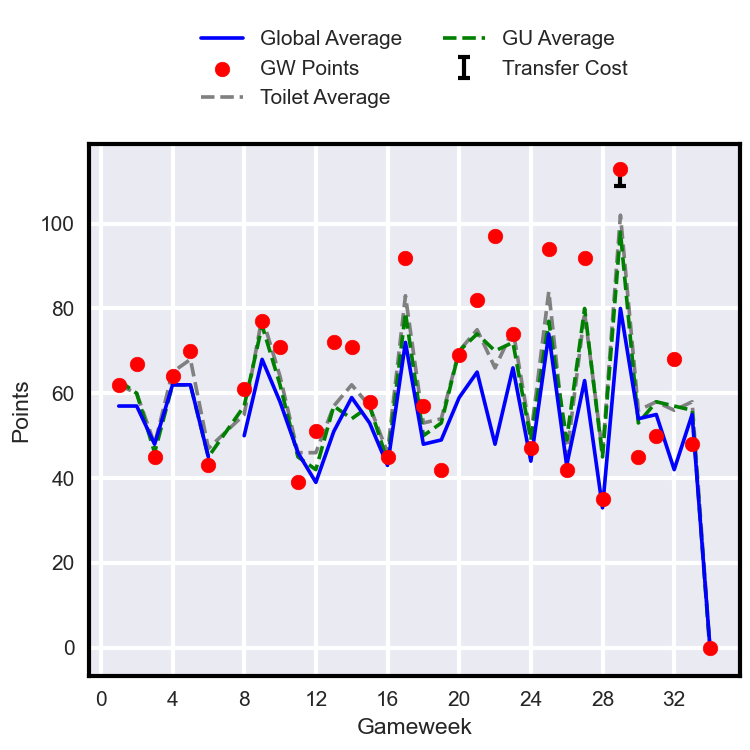 Global Average
GW Points
Toilet Average
GU Average
Transfer Cost
100
80
60
40
20
0
Points
0 4 8 12 16 20 24 28 32
Gameweek